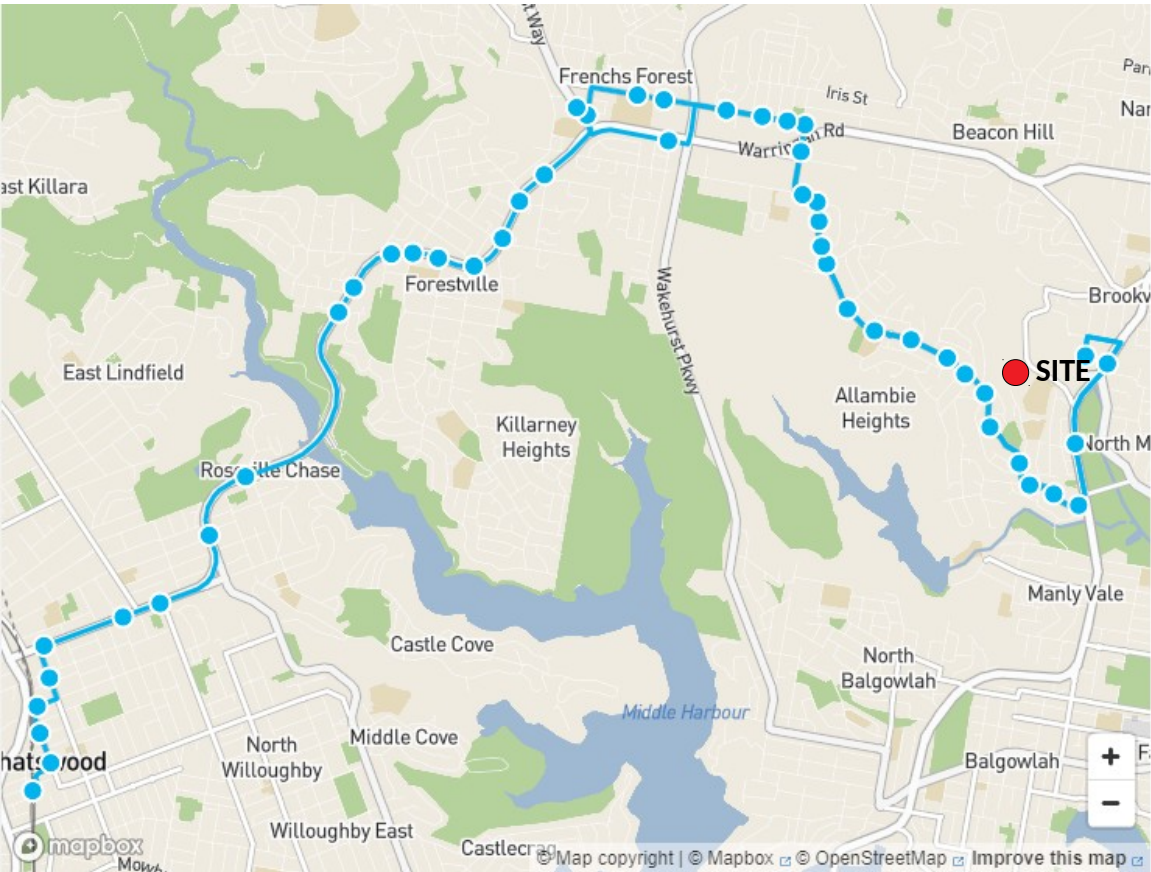 t Way
Frenchs Forest
Iris St
Beacon Hill
Warringah Rd
ast Killara
Forestville
Wakehurst Pkwy
Brookv
SITE
East Lindfield
Allambie
Heights
Killarney
Heights
North M
Roseville Chase
Manly Vale
Castle Cove
North
Balgowlah
Middle Harbour
Middle Cove
North
Willoughby
hatswood
Balgowlah
+
−
Willoughby East
Castlecrag
mapbox
© Map copyright | © Mapbox © OpenStreetMap Improve this map